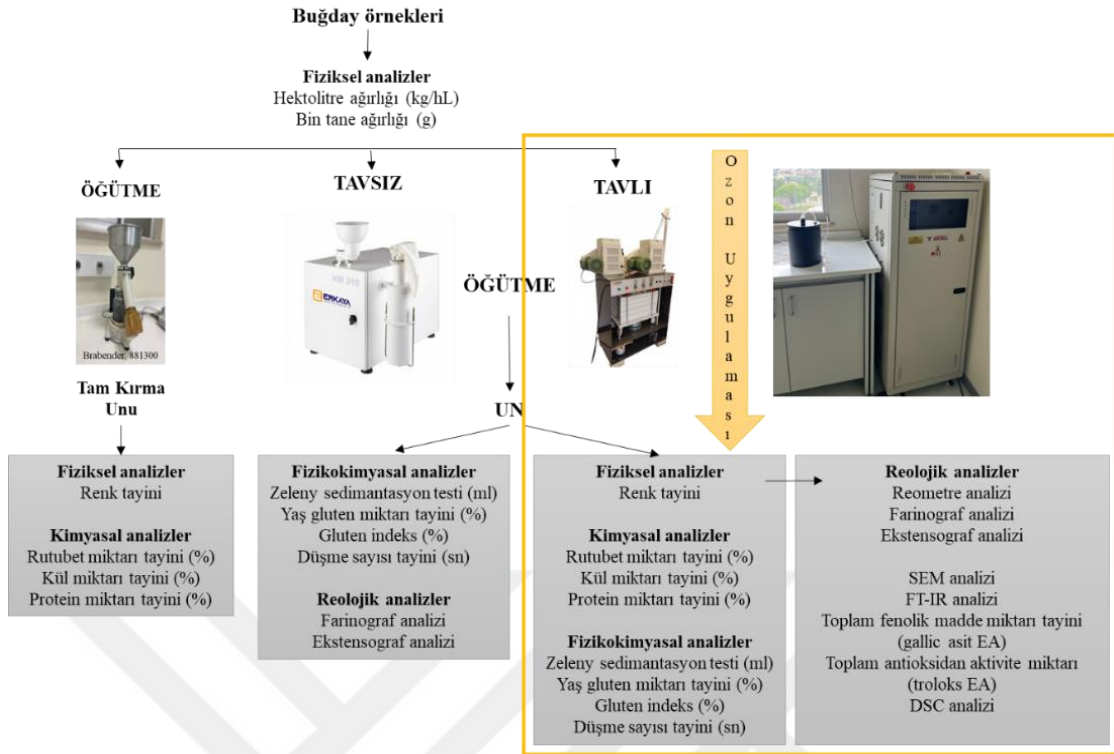 Buğday örnekleri
Fiziksel analizler
Hektolitre ağırlığı (kg/hL)
Bin tane ağırlığı (g)
ÖĞÜTME
TAVSIZ
TAVLI
Ozon Uygulaması
ERKAYA
ÖĞÜTME
Brabender, 881300
Tam Kırma
Unu
UN
Fiziksel analizler
Renk tayini
Kimyasal analizler
Rutubet miktarı tayini (%)
Kül miktarı tayini (%)
Protein miktarı tayini (%)
Fizikokimyasal analizler
Zeleny sedimantasyon testi (ml)
Yaş gluten miktarı tayini (%)
Gluten indeks (%)
Düşme sayısı tayini (sn)
Reolojik analizler
Farinograf analizi
Ekstensograf analizi
Fiziksel analizler
Renk tayini
Kimyasal analizler
Rutubet miktarı tayini (%)
Kül miktarı tayini (%)
Protein miktarı tayini (%)
Fizikokimyasal analizler
Zeleny sedimantasyon testi (ml)
Yaş gluten miktarı tayini (%)
Gluten indeks (%)
Düşme sayısı tayini (sn)
Reolojik analizler
Reometre analizi
Farinograf analizi
Ekstensograf analizi
SEM analizi
FT-IR analizi
Toplam fenolik madde miktarı tayini
(gallic asit EA)
Toplam antioksidan aktivite miktarı
(troloks EA)
DSC analizi